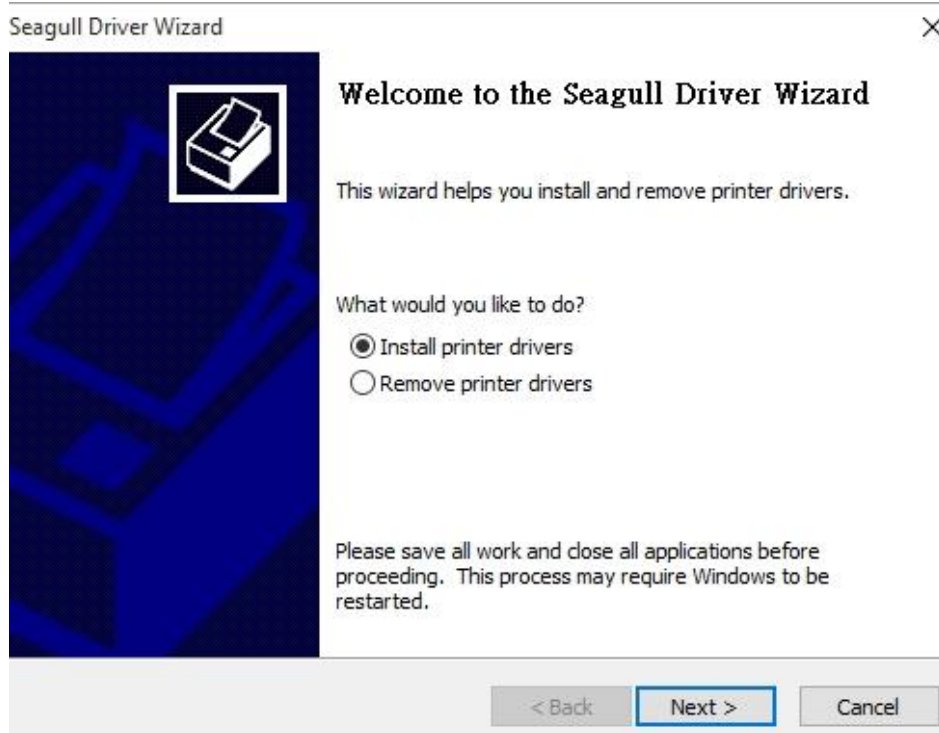 Seagull Driver Wizard
Welcome to the Seagull Driver Wizard
This wizard helps you install and remove printer drivers.
What would you like to do?
Install printer drivers
Remove printer drivers
Please save all work and close all applications before
proceeding. This process may require Windows to be
restarted.
< Back Next > Cancel